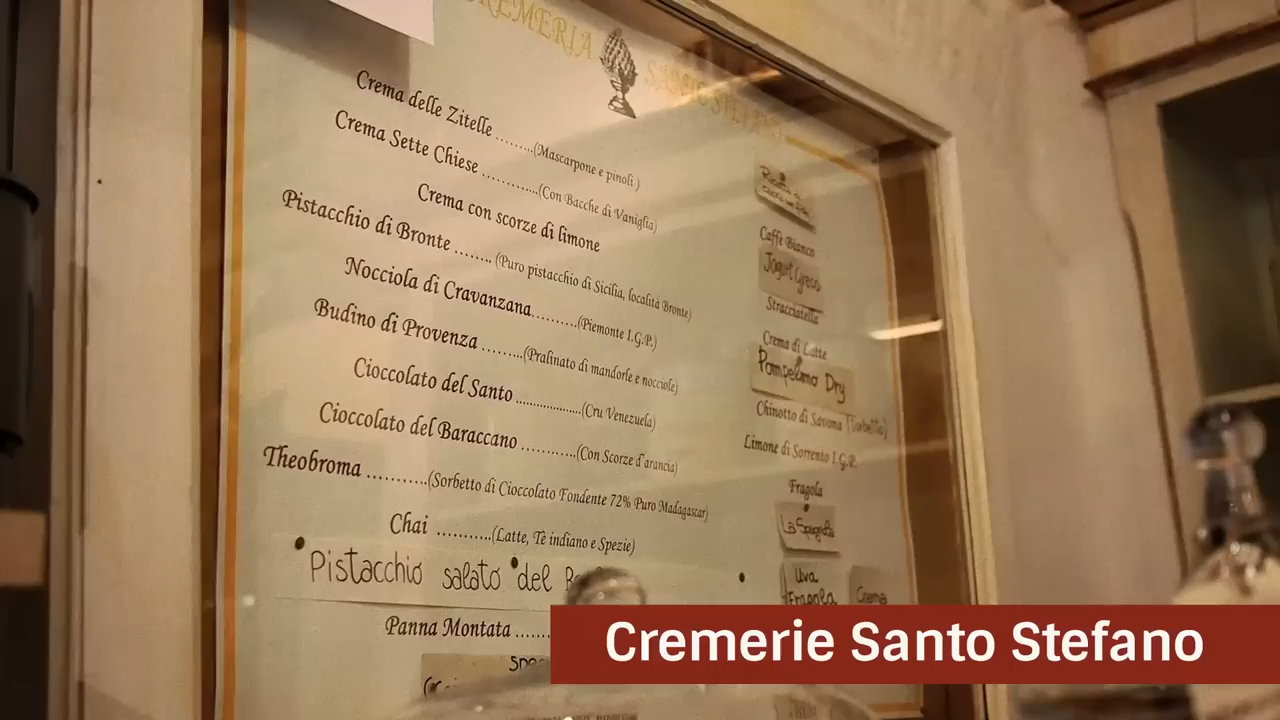 CREMERIA
SANTO STEFANO
Crema delle Zitelle ........(Mascarpone e pinoli )
Crema Sette Chiese ............(Con Bacche di Vaniglia)
Crema con scorze di limone
Pistacchio di Bronte ........(Puro pistacchio di Sicilia, località Bronte)
Nocciola di Cravanzana..........(Piemonte I.G.P.)
Budino di Provenza ........(Pralinato di mandorle e nocciole)
Cioccolato del Santo ....................(Cru Venezuela)
Cioccolato del Baraccano ............(Con Scorze d'arancia)
Theobroma ...........(Sorbetto di Cioccolato Fondente 72% Puro Madagascar)
Chai ...........(Latte, Tè indiano e Spezie)
Pistacchio salato del
Panna Montata ......
Caffè Bianco
Jogurt Greco
Stracciatella
Crema di Latte
Pompelmo Dry
Chinotto di Savona (Sorbetto)
Limone di Sorrento I.G.P.
Fragola
La Spagnola
Uva
Fragola
Crema
Cremerie Santo Stefano